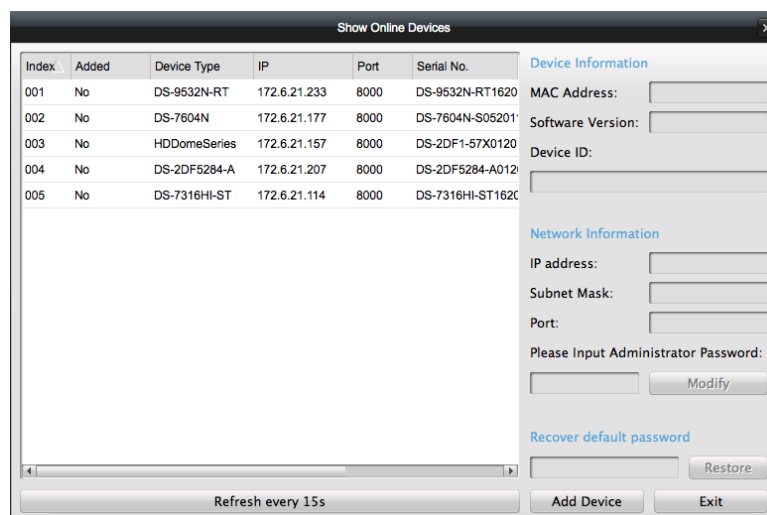 Show Online Devices
Index Added Device Type IP Port Serial No.
001 No DS-9532N-RT 172.6.21.233 8000 DS-9532N-RT1620
002 No DS-7604N 172.6.21.177 8000 DS-7604N-S05201
003 No HDDomeSeries 172.6.21.157 8000 DS-2DF1-57X0120
004 No DS-2DF5284-A 172.6.21.207 8000 DS-2DF5284-A012
005 No DS-7316HI-ST 172.6.21.114 8000 DS-7316HI-ST1620
Refresh every 15s
Device Information
MAC Address:
Software Version:
Device ID:
Network Information
IP address:
Subnet Mask:
Port:
Please Input Administrator Password:
Modify
Recover default password
Restore
Add Device Exit